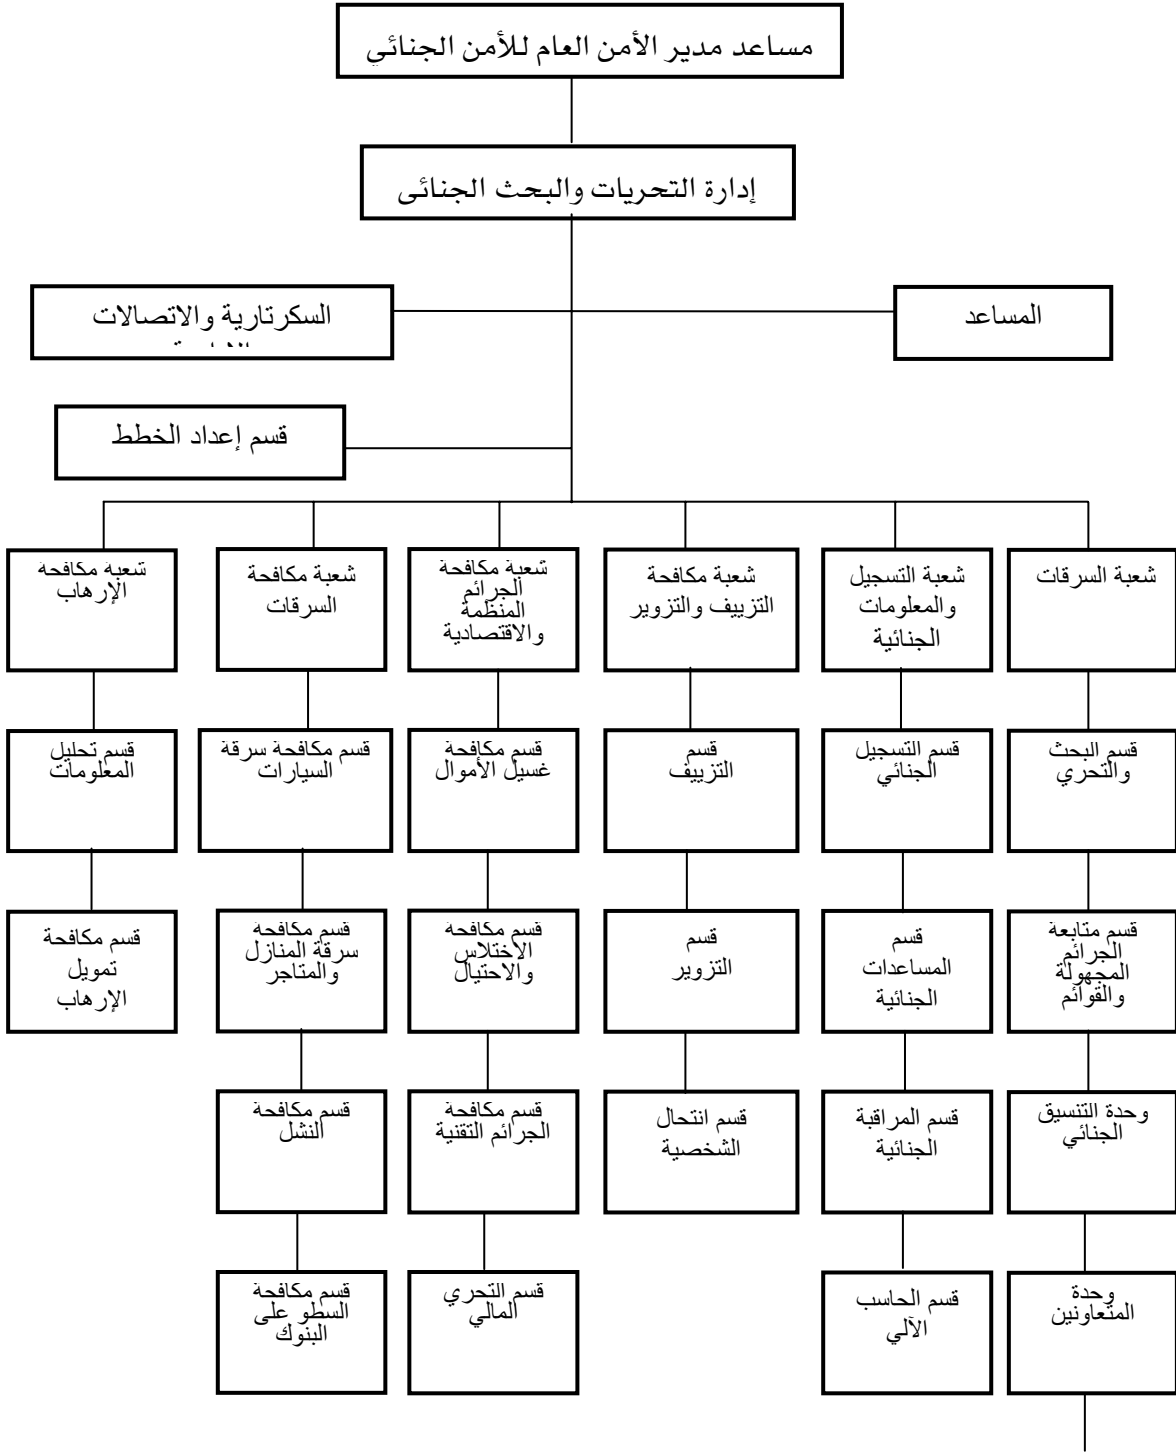 مساعد مدير الأمن العام للأمن الجنائي
إدارة التحريات والبحث الجنائى
المساعد
السكرتارية والاتصالات
قسم إعداد الخطط
شعبة السرقات
شعبة التسجيل
والمعلومات
الجنائية
شعبة مكافحة
التزييف والتزوير
شعبة مكافحة
الجرائم
المنظمة
والاقتصادية
شعبة مكافحة
السرقات
شعبة مكافحة
الإرهاب
قسم البحث
والتحري
قسم التسجيل
الجنائي
قسم
التزييف
قسم مكافحة
غسيل الأموال
قسم مكافحة سرقة
السيارات
قسم تحليل
المعلومات
قسم متابعة
الجرائم
المجهولة
والقوائم
قسم
المساعدات
الجنائية
قسم
التزوير
قسم مكافحة
الاختلاس
والاحتيال
قسم مكافحة
سرقة المنازل
والمتاجر
قسم مكافحة
تمويل
الإرهاب
وحدة التنسيق
الجنائي
قسم المراقبة
الجنائية
قسم انتحال
الشخصية
قسم مكافحة
الجرائم التقنية
قسم مكافحة
النشل
وحدة
المتعاونين
قسم الحاسب
الآلي
قسم التحري
المالي
قسم مكافحة
السطو على
البنوك